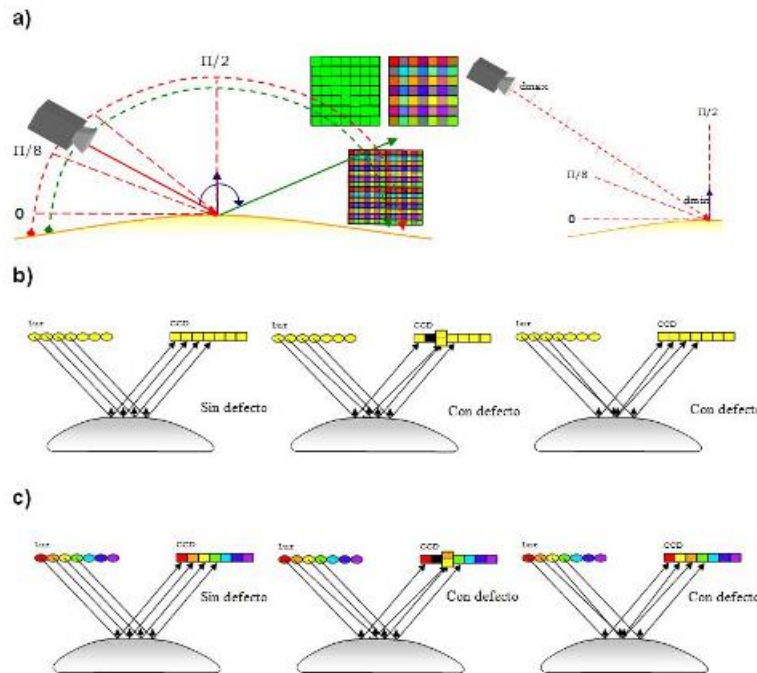 a)
Π/2
Π/8
0
dmax
Π/2
Π/8
dmin
0
b)
Luz
CCD
Sin defecto
CCD
Con defecto
Luz
CCD
Con defecto
c)
Luz
CCD
Sin defecto
Luz
CCD
Con defecto
Luz
CCD
Con defecto